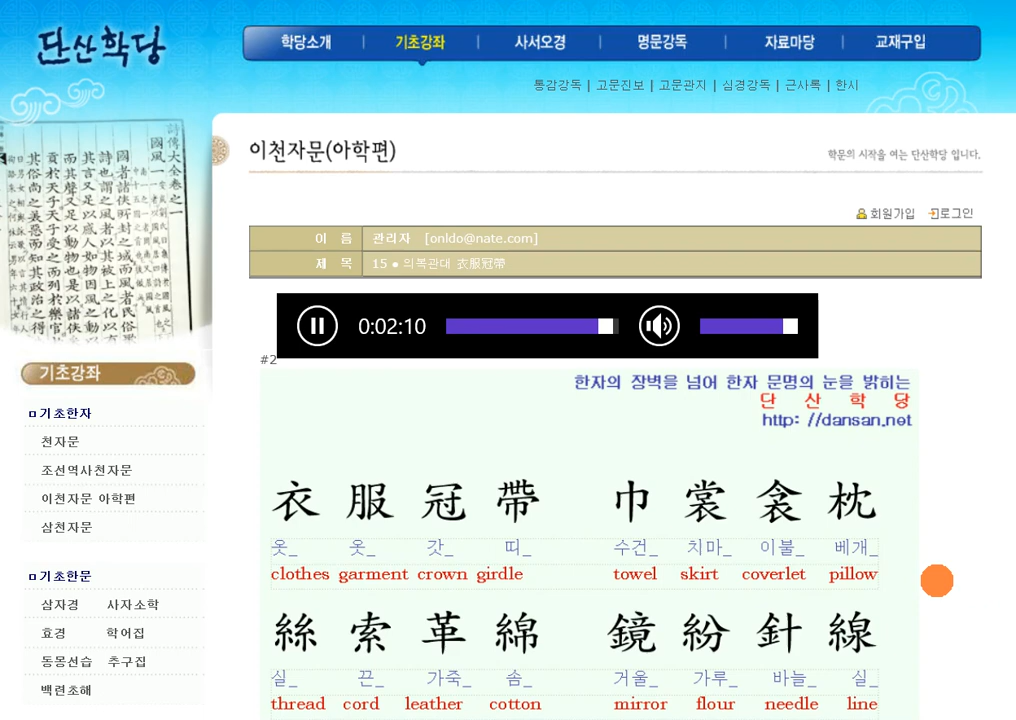 단산학당
학당소개 | 기초강좌 | 사서오경 | 명문강독 | 자료마당 | 교재구입
통감강독 | 고문진보 | 고문관지 | 심경강독 | 근사록 | 한시
이천자문(아학편)
학문의 시작을 여는 단산학당 입니다.
회원가입 로그인
이 름 관리자 [onldo@nate.com]
제 목 15 ● 의복관대 衣服冠帶
0:02:10
#2
한자의 장벽을 넘어 한자 문명의 눈을 밝히는
단 산 학 당
http: //dansan.net
衣 服 冠 帶 巾 裳 衾 枕
옷_ 옷_ 갓_ 띠_ 수건_ 치마_ 이불_ 베개_
clothes garment crown girdle towel skirt coverlet pillow
絲 索 革 綿 鏡 紛 針 線
실_ 끈_ 가죽_ 솜_ 거울_ 가루_ 바늘_ 실_
thread cord leather cotton mirror flour needle line
기초강좌
기초한자
천자문
조선역사천자문
이천자문 아학편
삼천자문
기초한문
삼자경 사자소학
효경 학어집
동몽선습 추구집
백련초해
詩傳大全卷之一
國風一